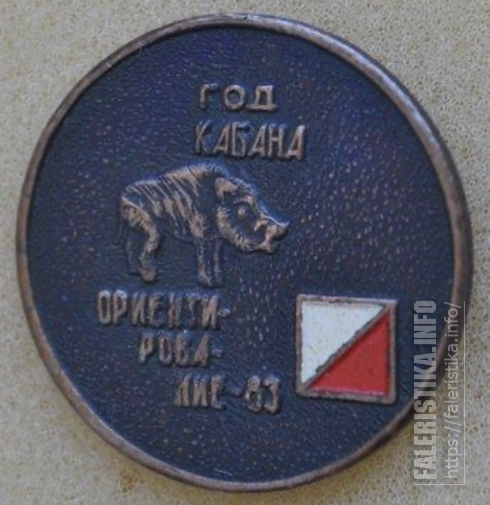 ГОД
КАБАНА
ОРИЕНТИ-
РОВА-
НИЕ-83
FALERISTIKA.INFO
https://faleristika.info/